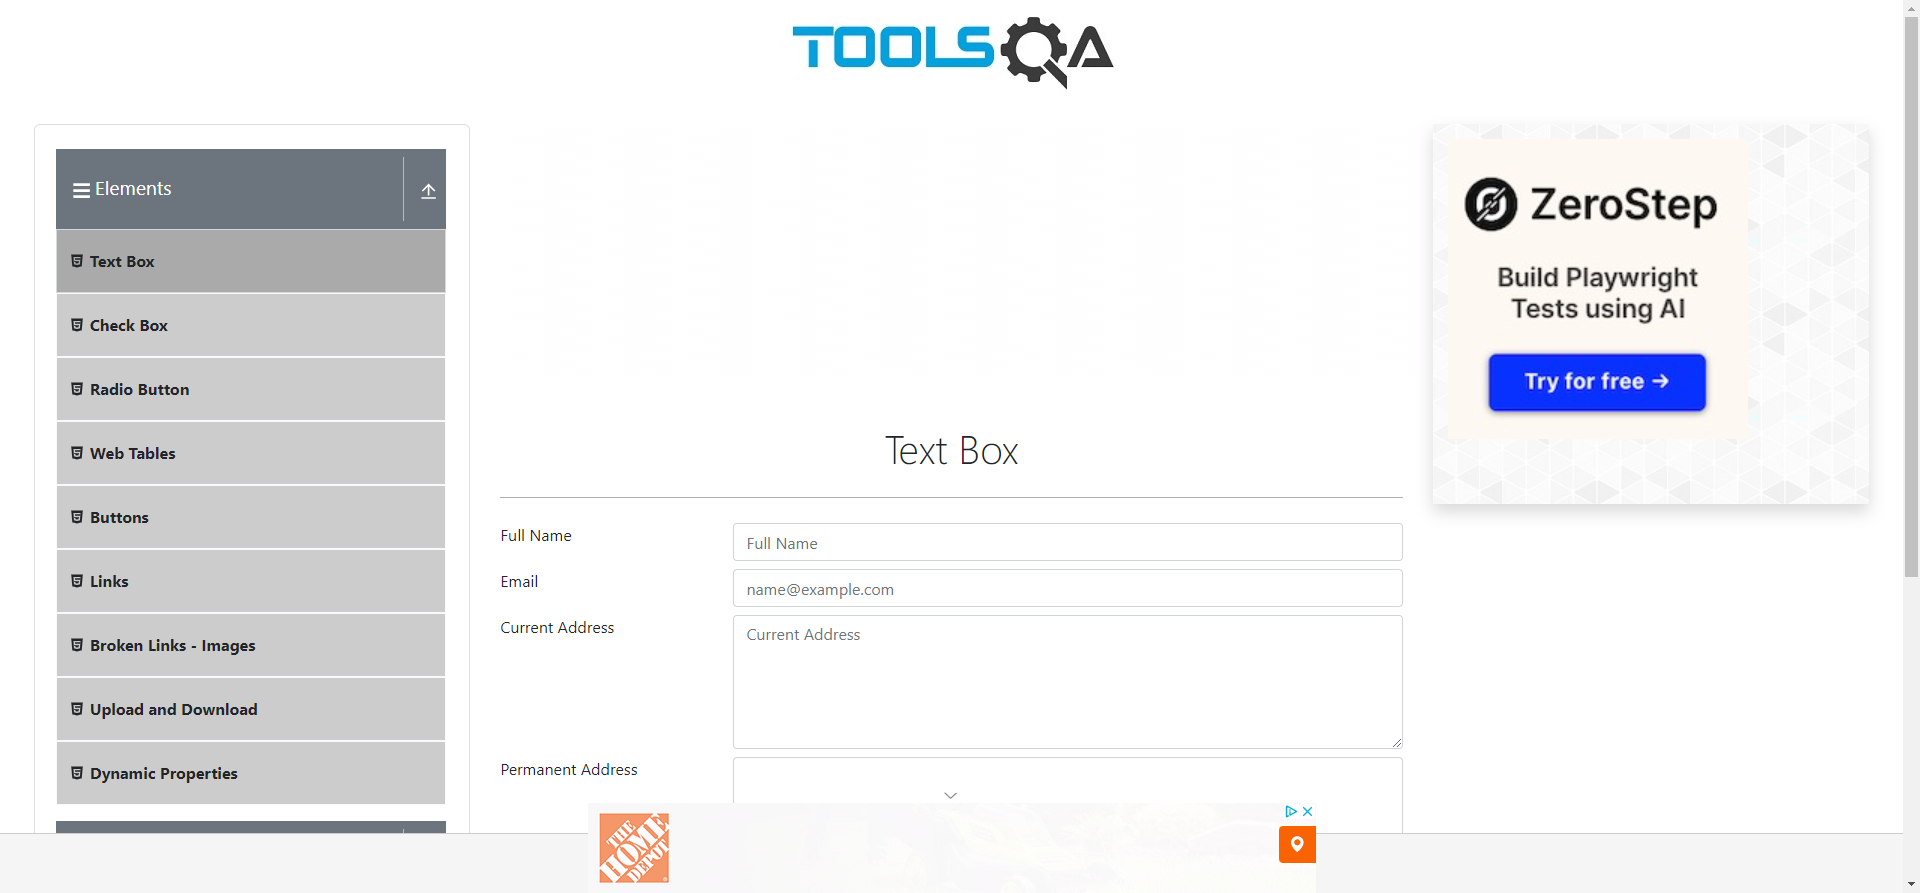 TOOLSQA
Elements
Text Box
Check Box
Radio Button
Web Tables
Buttons
Links
Broken Links - Images
Upload and Download
Dynamic Properties
Text Box
Full Name
Full Name
Email
name@example.com
Current Address
Current Address
Permanent Address
ZeroStep
Build Playwright
Tests using AI
Try for free →
THE
HOME
DEPOT